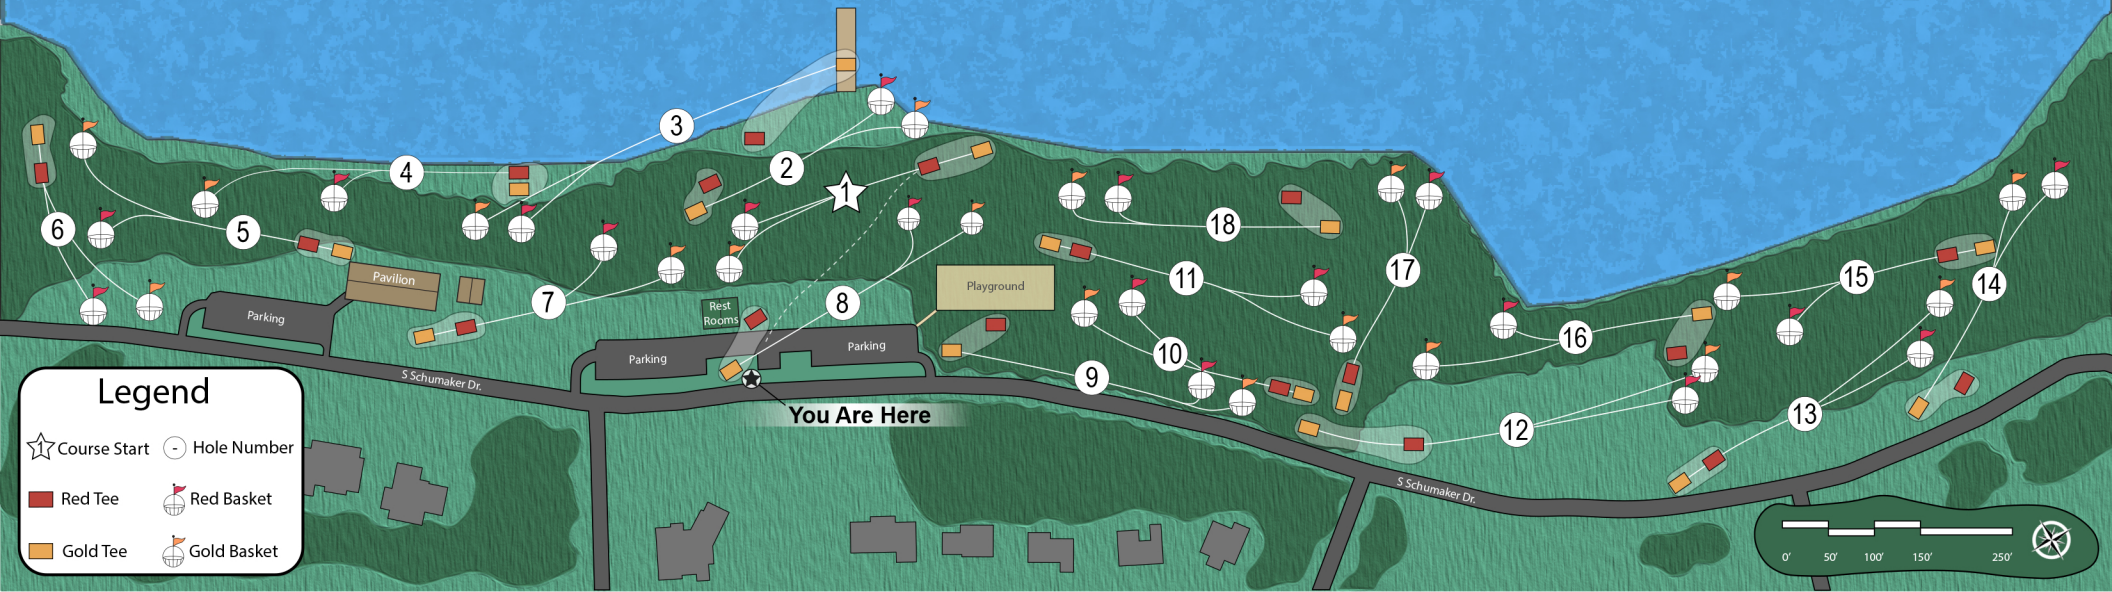 3
2
4
1
6
5
18
Pavilion
11
17
15
14
7
8
Rest
Rooms
Playground
Parking
Parking
Parking
10
16
9
S Schumaker Dr.
You Are Here
12
13
S Schumaker Dr.
Legend
1 Course Start
- Hole Number
Red Tee
Red Basket
Gold Tee
Gold Basket
0' 50' 100' 150' 250'